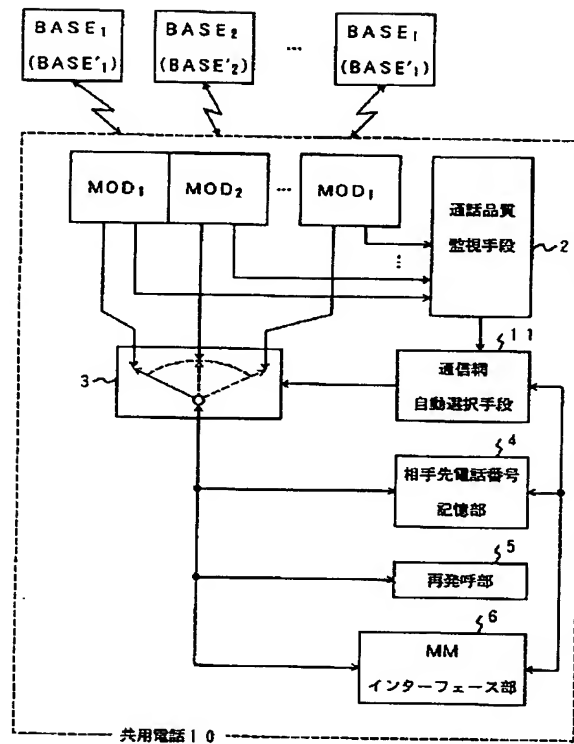 BASE₁ BASE₂ ... BASEı
(BASE'₁) (BASE'₂) (BASE'ı)
MOD₁ MOD₂ ... MODı
通話品質
監視手段
2
⋮
11
3
通信網
自動選択手段
4
相手先電話番号
記憶部
5
再発呼部
6
MM
インターフェース部
共用電話10